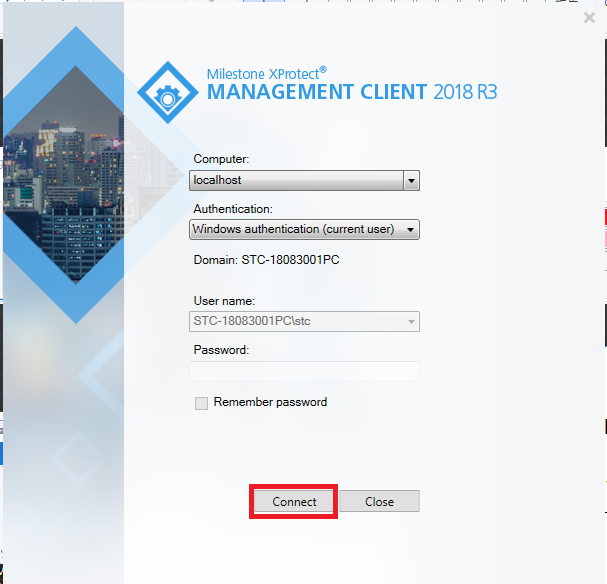 Milestone XProtect®
MANAGEMENT CLIENT 2018 R3
Computer:
localhost
Authentication:
Windows authentication (current user)
Domain: STC-18083001PC
User name:
STC-18083001PC\stc
Password:
Remember password
Connect Close